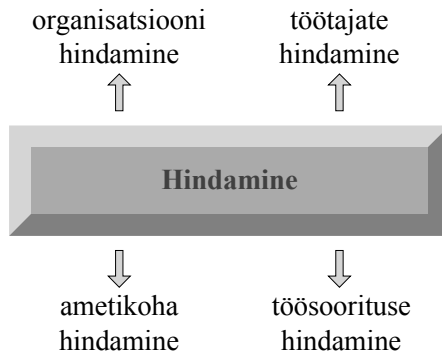 organisatsiooni
hindamine
töötajate
hindamine
Hindamine
ametikoha
hindamine
töösoorituse
hindamine